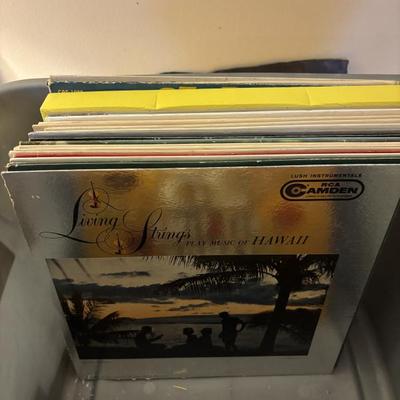 LUSH INSTRUMENTALS
RCA
CAMDEN
Living Strings
PLAY MUSIC OF HAWAII